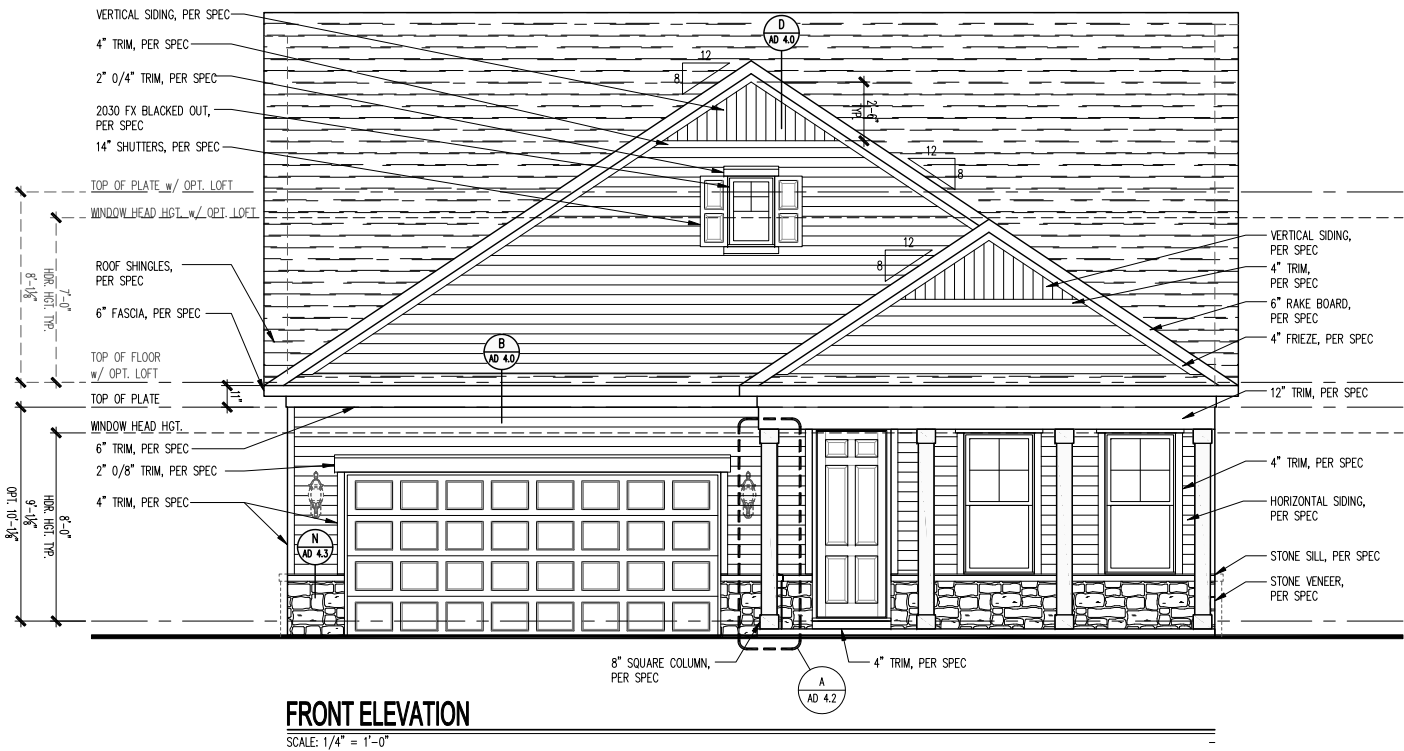 VERTICAL SIDING, PER SPEC
4" TRIM, PER SPEC
2" 0/4" TRIM, PER SPEC
2030 FX BLACKED OUT,
PER SPEC
14" SHUTTERS, PER SPEC
TOP OF PLATE w/ OPT. LOFT
WINDOW HEAD HGT. w/ OPT. LOFT
ROOF SHINGLES,
PER SPEC
6" FASCIA, PER SPEC
TOP OF FLOOR
w/ OPT. LOFT
TOP OF PLATE
WINDOW HEAD HGT.
6" TRIM, PER SPEC
2" 0/8" TRIM, PER SPEC
4" TRIM, PER SPEC
7'-0"
HDR. HGT. TYP.
8'-1⅛"
11"
8'-0"
HDR. HGT. TYP.
9'-1⅛"
OPT. 10'-1⅛"
D
AD 4.0
12
8
2'-6"
TYP.
12
8
12
8
B
AD 4.0
N
AD 4.3
VERTICAL SIDING,
PER SPEC
4" TRIM,
PER SPEC
6" RAKE BOARD,
PER SPEC
4" FRIEZE, PER SPEC
12" TRIM, PER SPEC
4" TRIM, PER SPEC
HORIZONTAL SIDING,
PER SPEC
STONE SILL, PER SPEC
STONE VENEER,
PER SPEC
8" SQUARE COLUMN,
PER SPEC
4" TRIM, PER SPEC
A
AD 4.2
FRONT ELEVATION
SCALE: 1/4" = 1'-0"